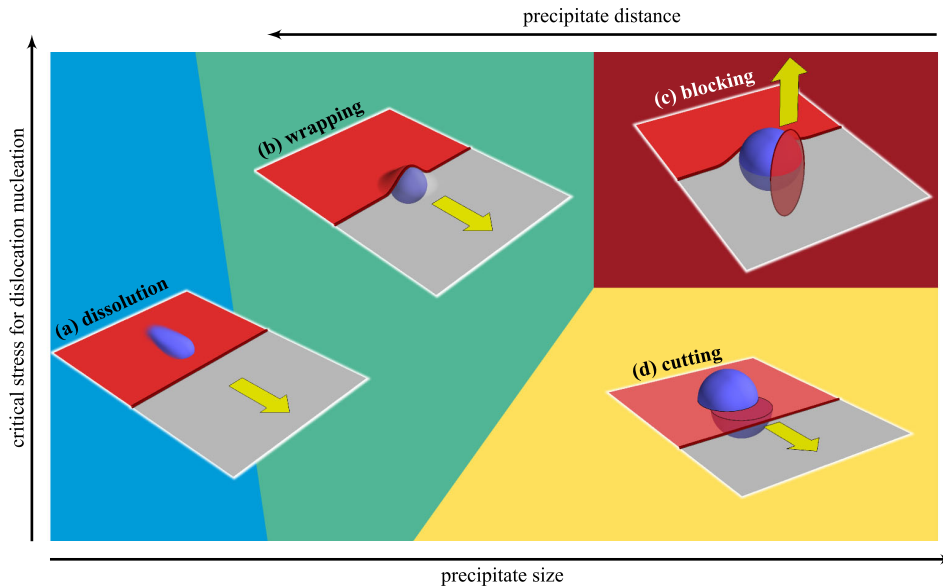 precipitate distance
critical stress for dislocation nucleation
(c) blocking
(b) wrapping
(a) dissolution
(d) cutting
precipitate size